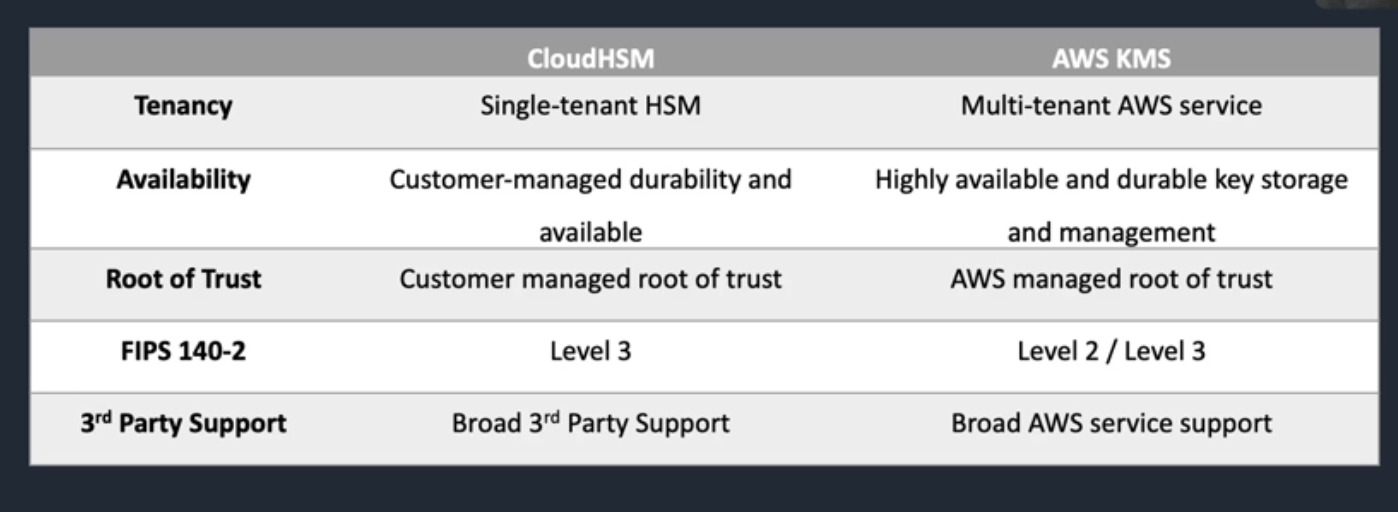 CloudHSM AWS KMS
Tenancy Single-tenant HSM Multi-tenant AWS service
Availability Customer-managed durability and Highly available and durable key storage
available and management
Root of Trust Customer managed root of trust AWS managed root of trust
FIPS 140-2 Level 3 Level 2 / Level 3
3rd Party Support Broad 3rd Party Support Broad AWS service support